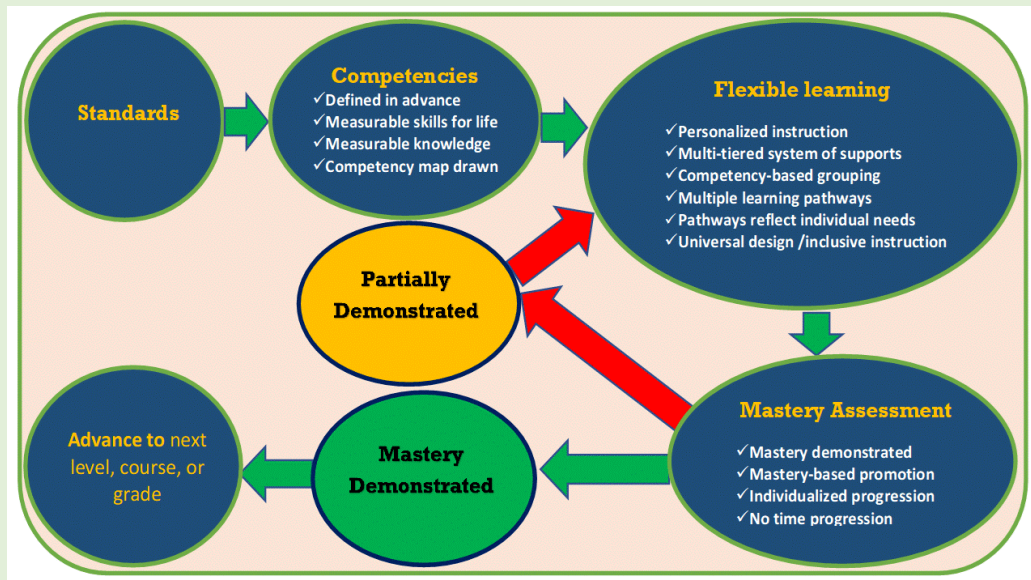 Standards
Competencies
✓Defined in advance
✓Measurable skills for life
✓Measurable knowledge
✓Competency map drawn
Flexible learning
✓Personalized instruction
✓Multi-tiered system of supports
✓Competency-based grouping
✓Multiple learning pathways
✓Pathways reflect individual needs
✓Universal design /inclusive instruction
Partially
Demonstrated
Mastery Assessment
✓Mastery demonstrated
✓Mastery-based promotion
✓Individualized progression
✓No time progression
Mastery
Demonstrated
Advance to next
level, course, or
grade